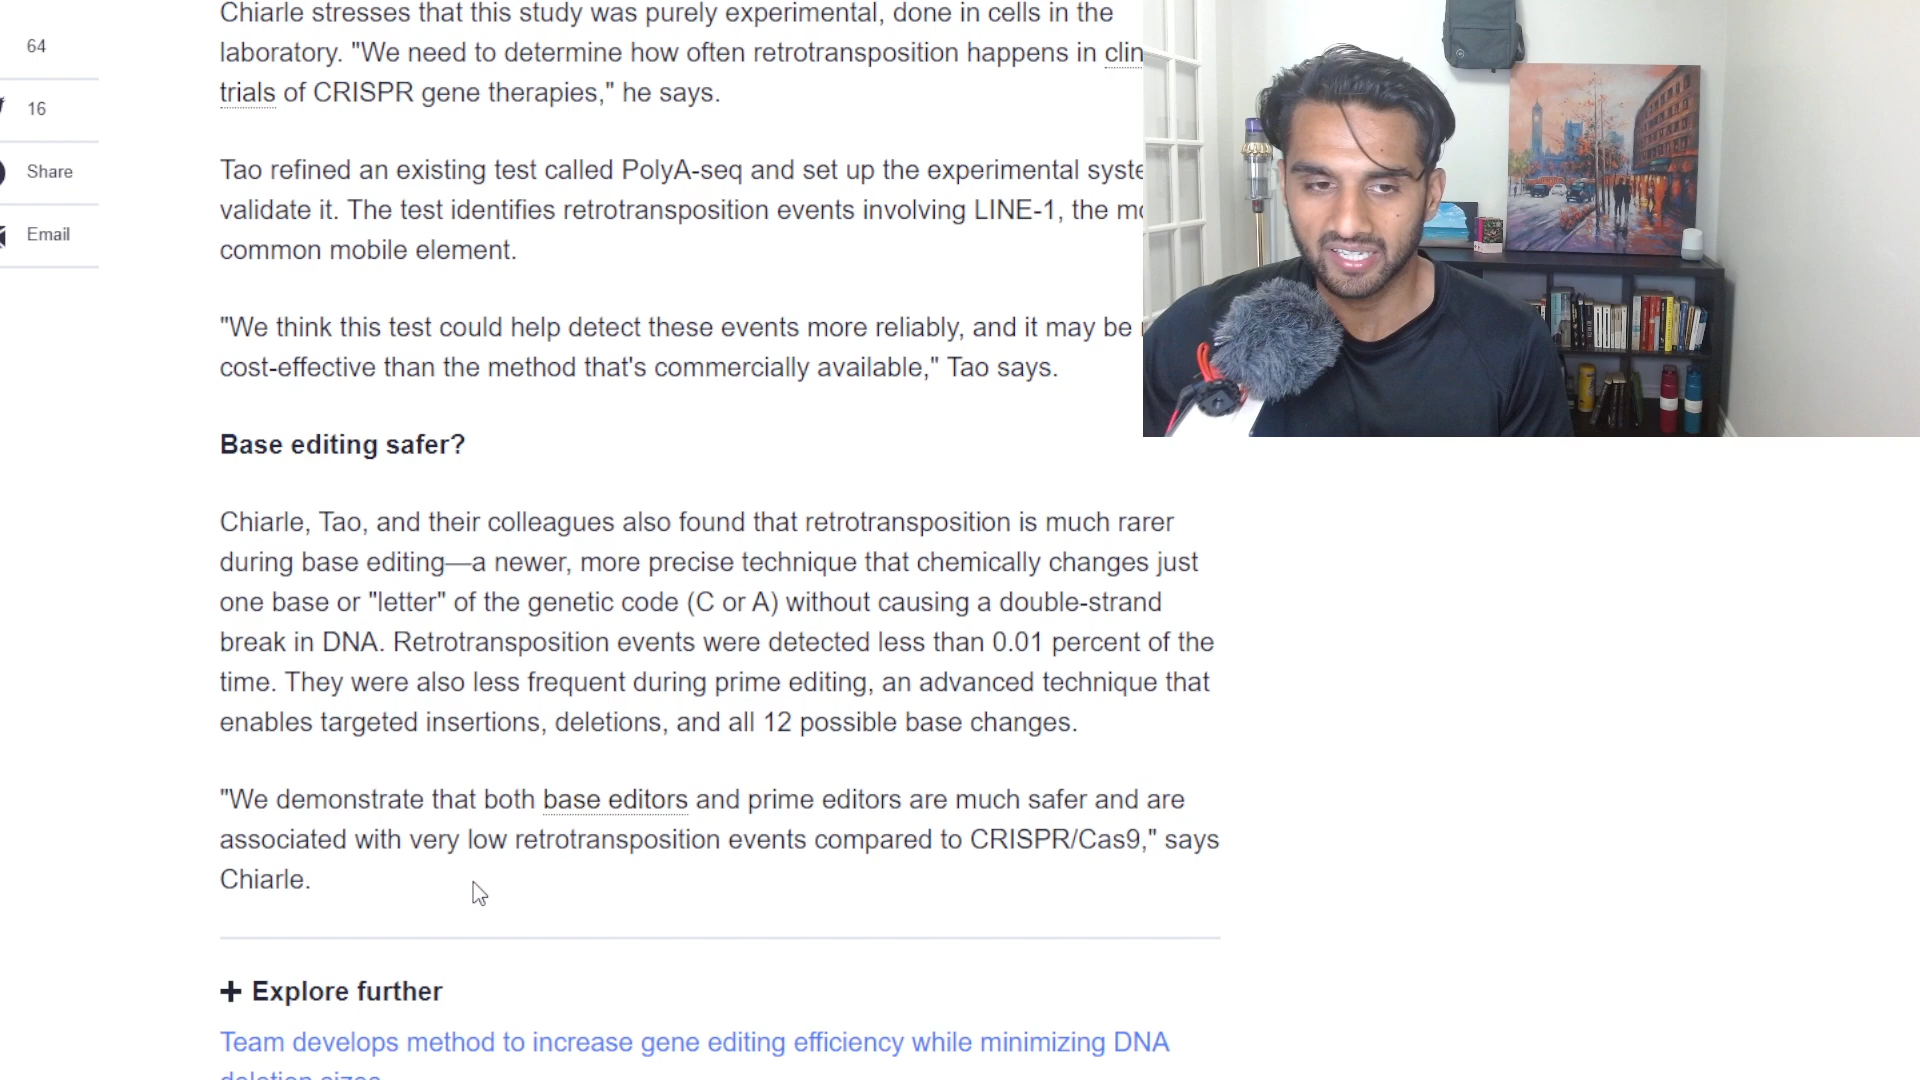 64
16
Share
Email
Chiarle stresses that this study was purely experimental, done in cells in the
laboratory. "We need to determine how often retrotransposition happens in
trials of CRISPR gene therapies," he says.
Tao refined an existing test called PolyA-seq and set up the experimental
validate it. The test identifies retrotransposition events involving LINE-1, the
common mobile element.
"We think this test could help detect these events more reliably, and it may be
cost-effective than the method that's commercially available," Tao says.
Base editing safer?
Chiarle, Tao, and their colleagues also found that retrotransposition is much rarer
during base editing—a newer, more precise technique that chemically changes just
one base or "letter" of the genetic code (C or A) without causing a double-strand
break in DNA. Retrotransposition events were detected less than 0.01 percent of the
time. They were also less frequent during prime editing, an advanced technique that
enables targeted insertions, deletions, and all 12 possible base changes.
"We demonstrate that both base editors and prime editors are much safer and are
associated with very low retrotransposition events compared to CRISPR/Cas9," says
Chiarle.
+ Explore further
Team develops method to increase gene editing efficiency while minimizing DNA